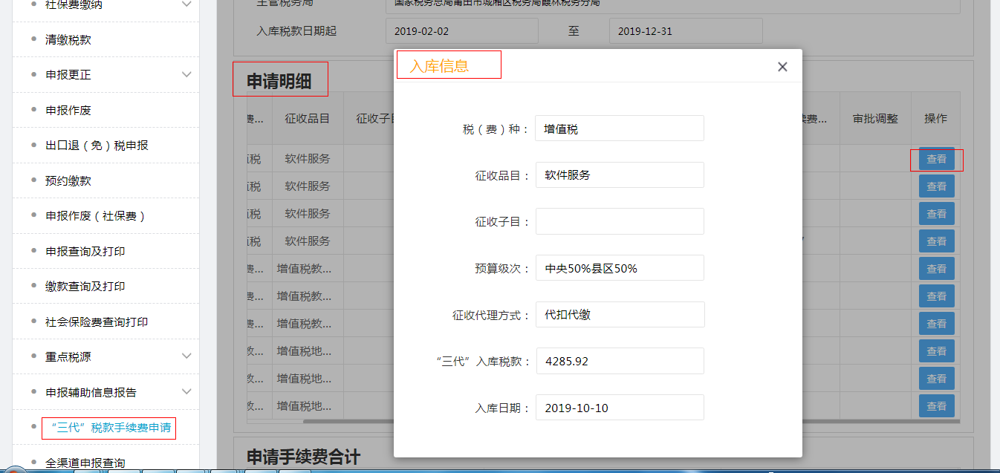 社保费缴纳
清缴税款
申报更正
申报作废
出口退（免）税申报
预约缴款
申报作废（社保费）
申报查询及打印
缴款查询及打印
社会保险费查询打印
重点税源
申报辅助信息报告
“三代”税款手续费申请
全渠道申报查询
主管税务局 国家税务总局莆田市城厢区税务局霞林税务分局
入库税款日期起 2019-02-02 至 2019-12-31
申请明细
费... 征收品目 征收子目 续费... 审批调整 操作
值税 软件服务 查看
值税 软件服务 查看
值税 软件服务 查看
值税 软件服务 查看
费... 增值税教... 查看
费... 增值税教... 查看
费... 增值税教... 查看
教... 增值税地... 查看
教... 增值税地... 查看
教... 增值税地... 查看
申请手续费合计
入库信息 ×
税（费）种： 增值税
征收品目： 软件服务
征收子目：
预算级次： 中央50%县区50%
征收代理方式： 代扣代缴
“三代”入库税款： 4285.92
入库日期： 2019-10-10